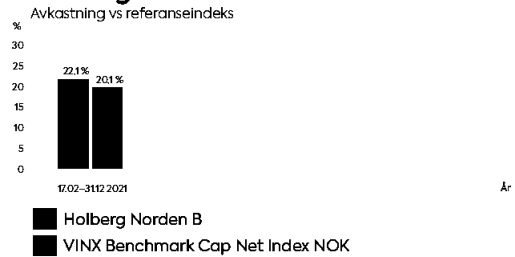 Avkastning vs referanseindeks
%
30
25
20
15
10
5
0
22,1 % 20,1 %
17.02–31.12 2021
År
Holberg Norden B
VINX Benchmark Cap Net Index NOK